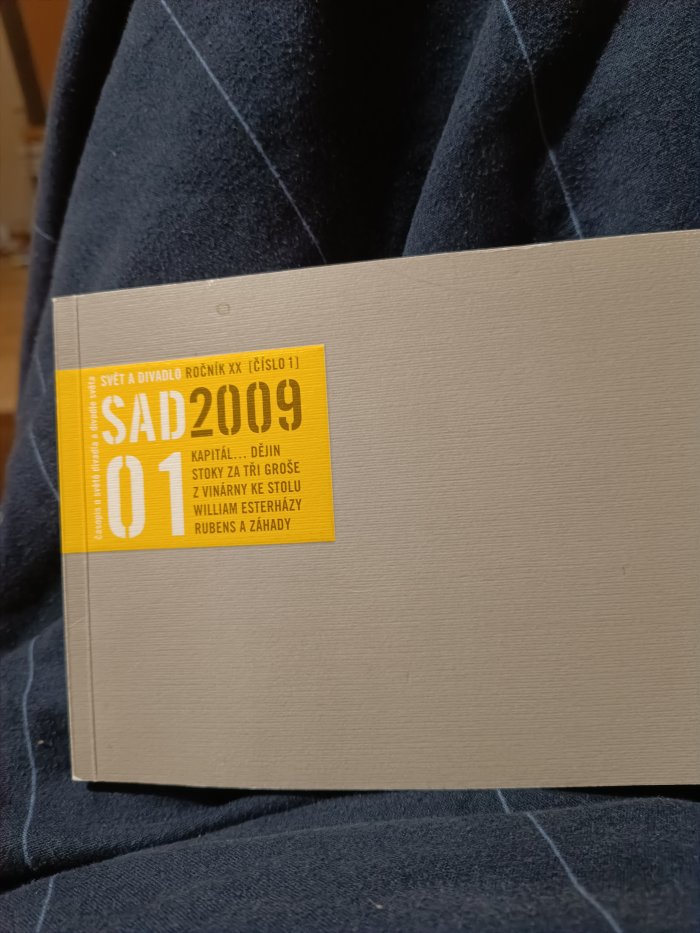 SVĚT A DIVADLO ROČNÍK XX [ČÍSLO 1]
časopis o světě divadla a divadle světa
SAD2009
01
KAPITÁL... DĚJIN
STOKY ZA TŘI GROŠE
Z VINÁRNY KE STOLU
WILLIAM ESTERHÁZY
RUBENS A ZÁHADY